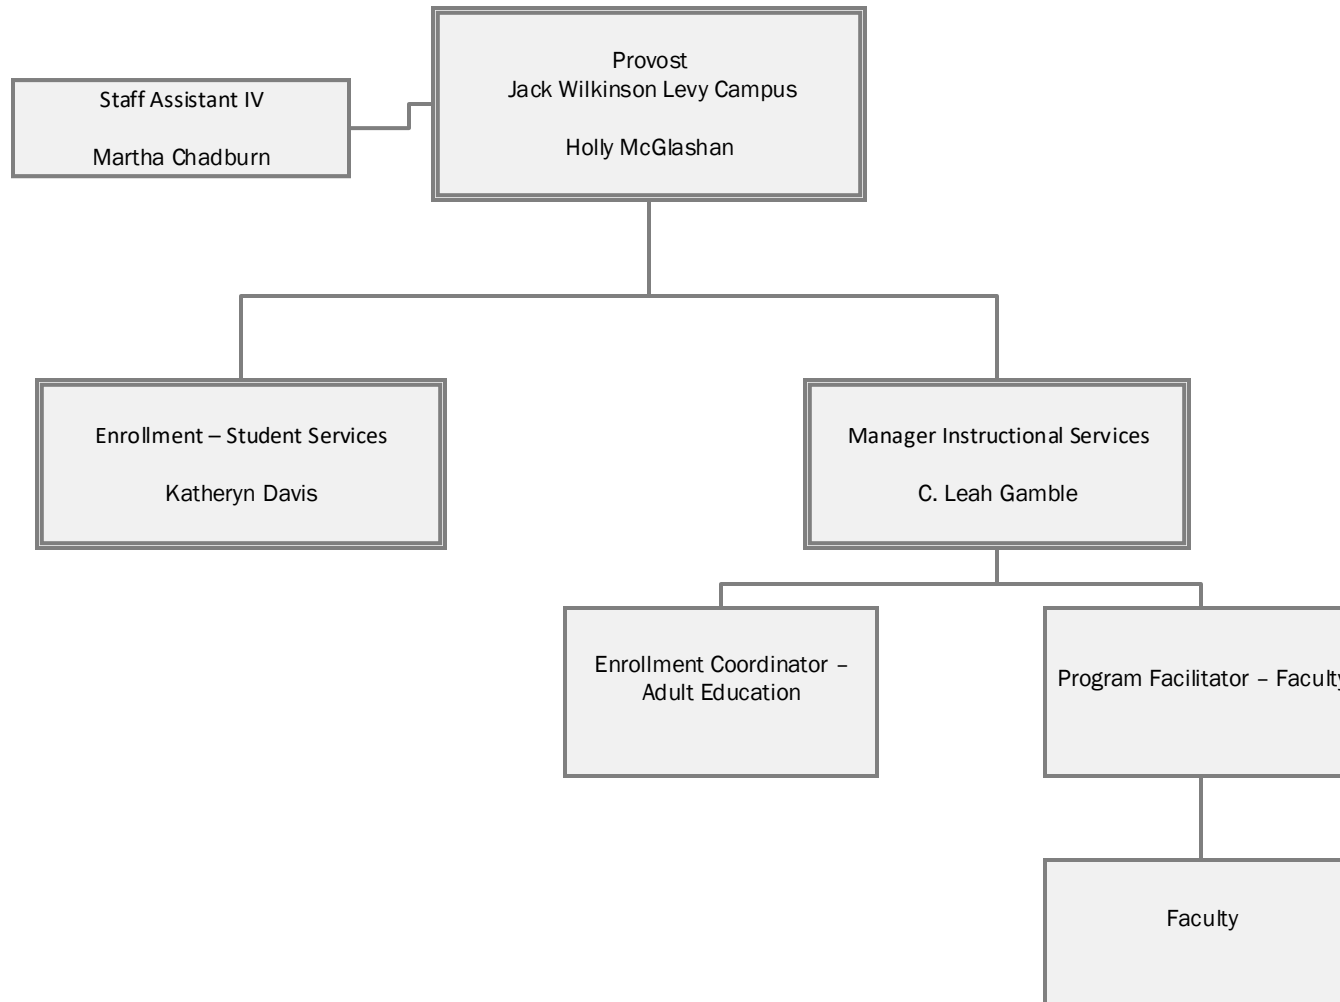 Provost
Jack Wilkinson Levy Campus
Holly McGlashan
Staff Assistant IV
Martha Chadburn
Enrollment – Student Services
Katheryn Davis
Manager Instructional Services
C. Leah Gamble
Enrollment Coordinator –
Adult Education
Program Facilitator – Faculty
Faculty